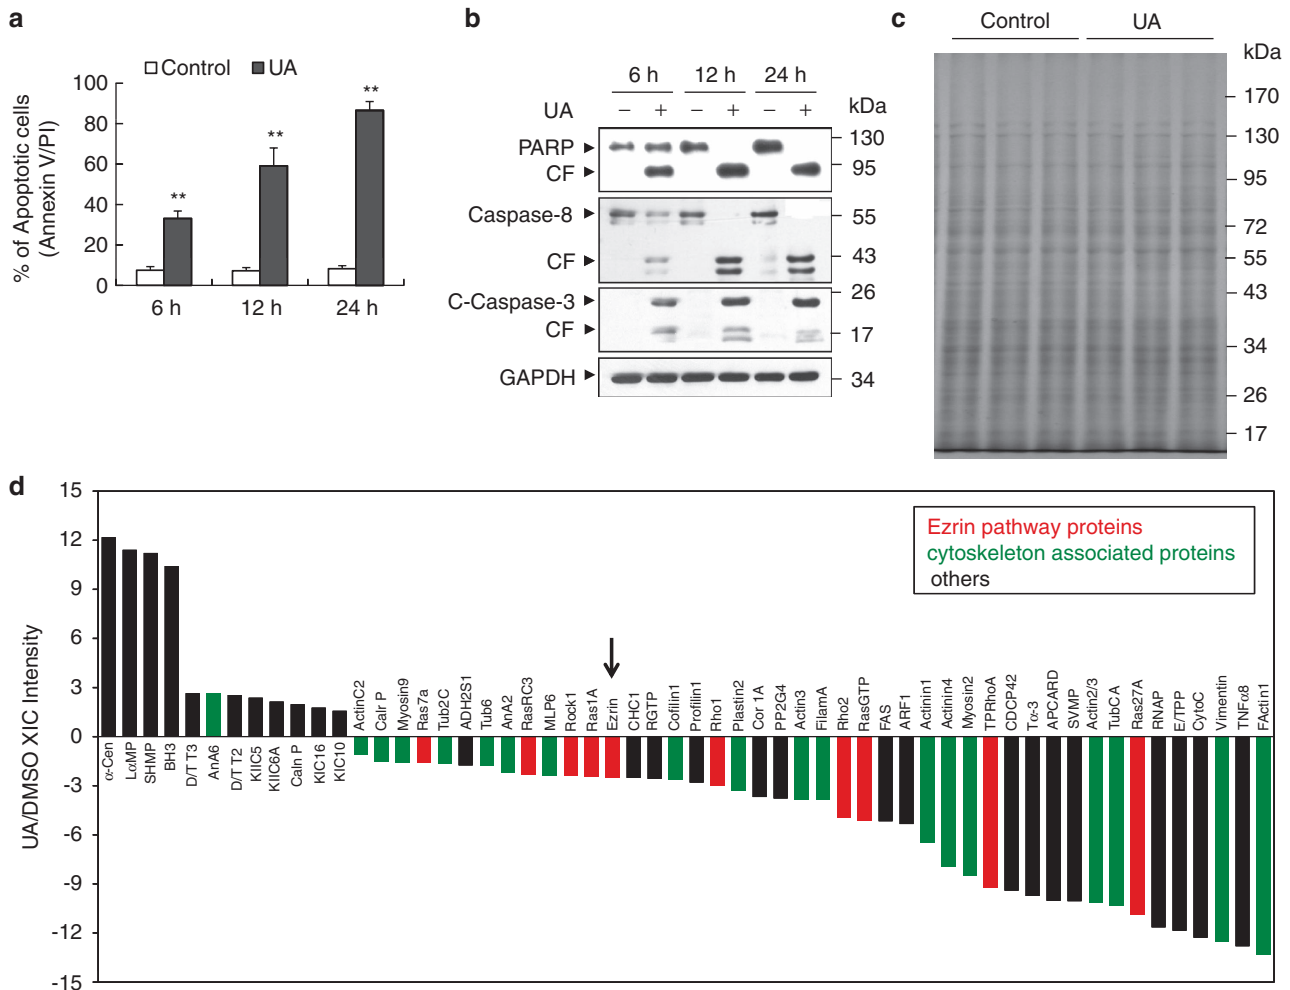 a
Control UA
100
80
60
40
20
0
% of Apoptotic cells
(Annexin V/PI)
**
**
**
6 h 12 h 24 h
b
6 h 12 h 24 h
UA − + − + − + kDa
PARP
CF
130
95
Caspase-8
CF
55
43
C-Caspase-3
CF
26
17
GAPDH
34
c
Control UA
kDa
170
130
95
72
55
43
34
26
17
d
15
12
9
6
3
0
-3
-6
-9
-12
-15
UA/DMSO XIC Intensity
Ezrin pathway proteins
cytoskeleton associated proteins
others
α-Cen
LαMP
SHMP
BH3
D/T T3
AnA6
D/T T2
KIIC5
KIIC6A
Caln P
KIC16
KIC10
ActinC2
Calr P
Myosin9
Ras7a
Tub2C
ADH2S1
Tub6
AnA2
RasRC3
MLP6
Rock1
Ras1A
Ezrin
CHC1
RGTP
Cofilin1
Profilin1
Rho1
Plastin2
Cor 1A
PP2G4
Actin3
FilamA
Rho2
RasGTP
FAS
ARF1
Actinin1
Actinin4
Myosin2
TPRhoA
CDCP42
Tα-3
APCARD
SVMP
Actin2/3
TubCA
Ras27A
RNAP
E/TPP
CytoC
Vimentin
TNFα8
FActin1